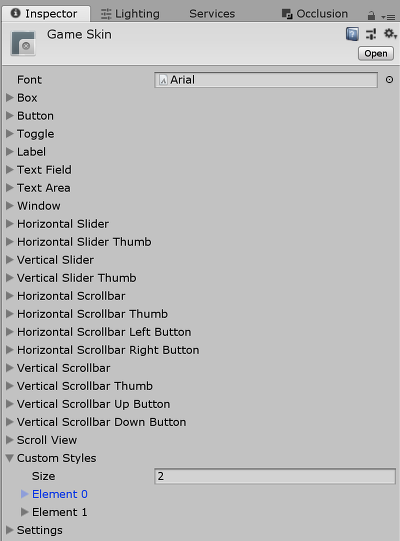 Inspector Lighting Services Occlusion
Game Skin
Open
Font Arial
Box
Button
Toggle
Label
Text Field
Text Area
Window
Horizontal Slider
Horizontal Slider Thumb
Vertical Slider
Vertical Slider Thumb
Horizontal Scrollbar
Horizontal Scrollbar Thumb
Horizontal Scrollbar Left Button
Horizontal Scrollbar Right Button
Vertical Scrollbar
Vertical Scrollbar Thumb
Vertical Scrollbar Up Button
Vertical Scrollbar Down Button
Scroll View
Custom Styles
Size 2
Element 0
Element 1
Settings